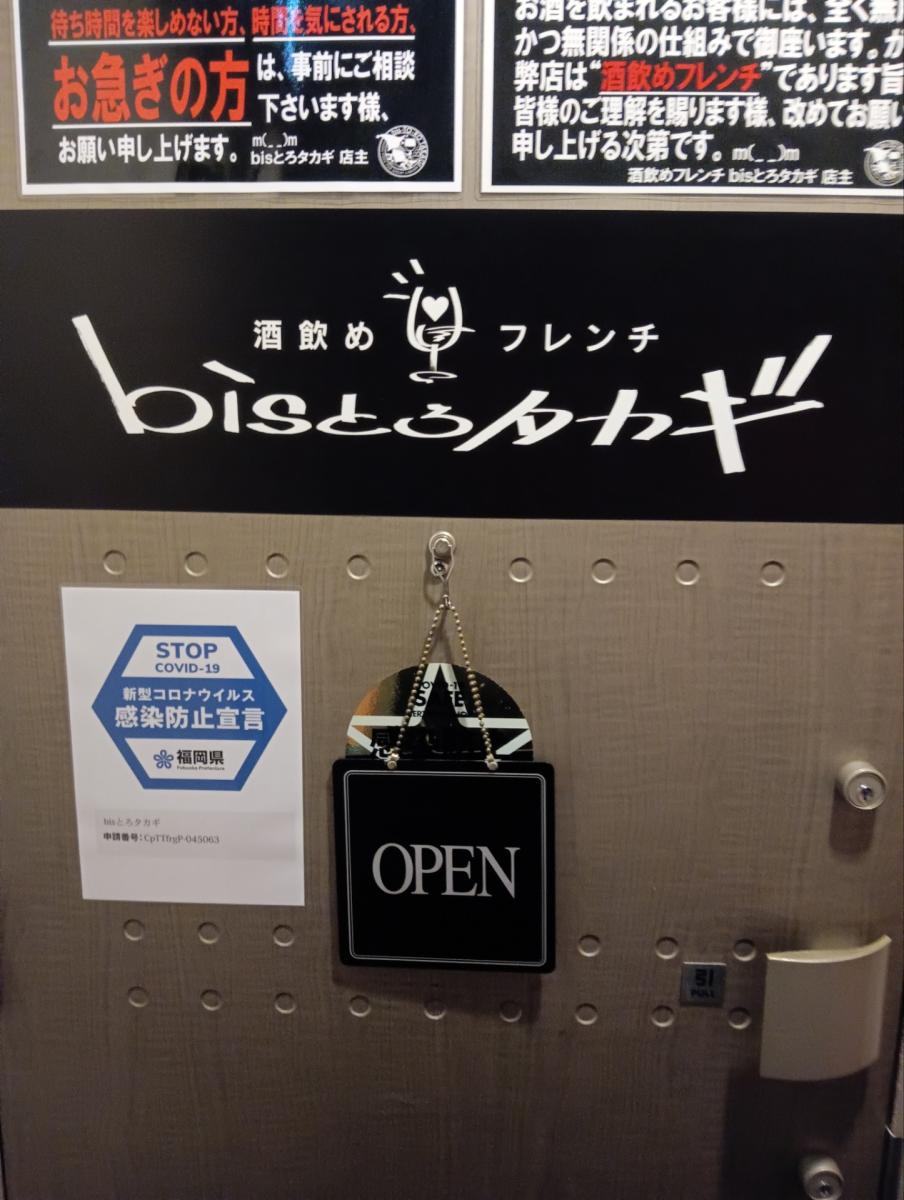 待ち時間を楽しめない方、時間を気にされる方、
お急ぎの方は、事前にご相談
下さいます様、
お願い申し上げます。m(_ _)m
bisとろタカギ 店主
お酒を飲まれるお客様には、全く無
かつ無関係の仕組みで御座います。が
弊店は“酒飲めフレンチ”であります旨
皆様のご理解を賜ります様、改めてお願い
申し上げる次第です。m(_ _)m
酒飲めフレンチ bisとろタカギ 店主
酒飲め フレンチ
bisとろタカギ
STOP
COVID-19
新型コロナウイルス
感染防止宣言
福岡県
Fukuoka Prefecture
bisとろタカギ
申請番号：CpTTfrgP-045063
SAFE
OPEN
引
PULL